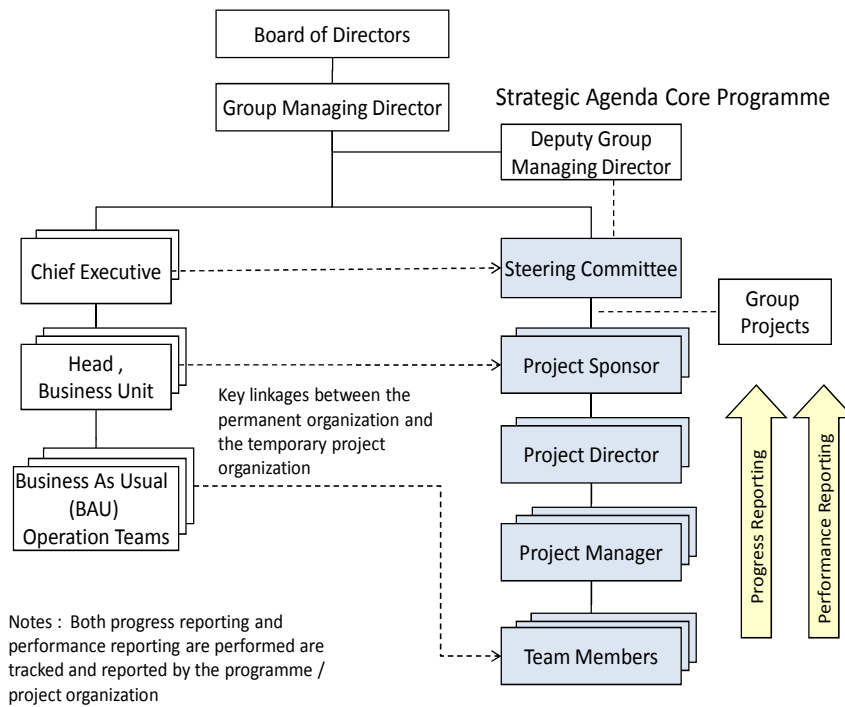 Board of Directors
Group Managing Director
Strategic Agenda Core Programme
Deputy Group
Managing Director
Chief Executive
Steering Committee
Group
Projects
Head ,
Business Unit
Project Sponsor
Key linkages between the
permanent organization and
the temporary project
organization
Project Director
Business As Usual
(BAU)
Operation Teams
Project Manager
Progress Reporting
Performance Reporting
Notes :  Both progress reporting and
performance reporting are performed are
tracked and reported by the programme /
project organization
Team Members